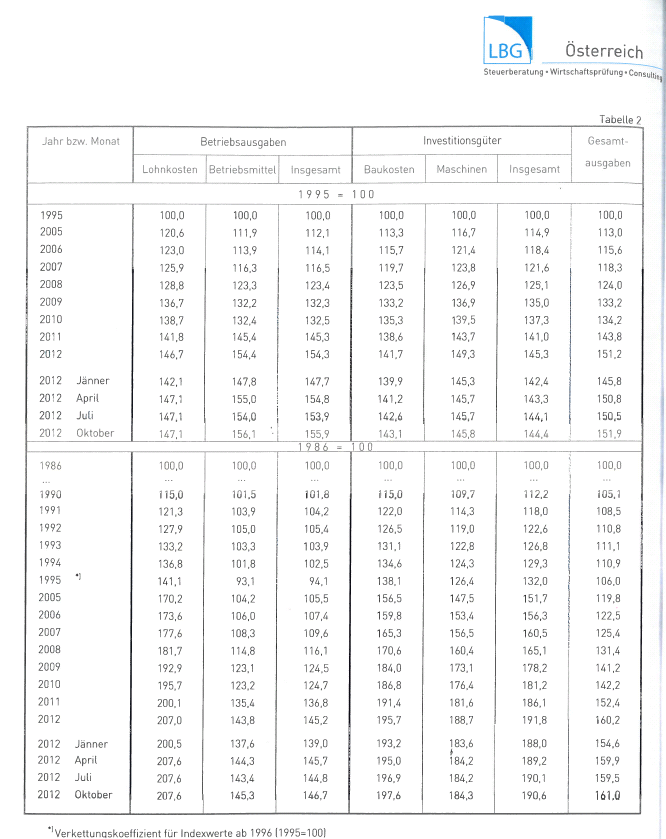 LBG Österreich
Steuerberatung • Wirtschaftsprüfung • Consulting
Tabelle 2
Jahr bzw. Monat Betriebsausgaben Investitionsgüter Gesamt-
ausgaben
Lohnkosten Betriebsmittel Insgesamt Baukosten Maschinen Insgesamt
1995 = 100
1995 100,0 100,0 100,0 100,0 100,0 100,0 100,0
2005 120,6 111,9 112,1 113,3 116,7 114,9 113,0
2006 123,0 113,9 114,1 115,7 121,4 118,4 115,6
2007 125,9 116,3 116,5 119,7 123,8 121,6 118,3
2008 128,8 123,3 123,4 123,5 126,9 125,1 124,0
2009 136,7 132,2 132,3 133,2 136,9 135,0 133,2
2010 138,7 132,4 132,5 135,3 139,5 137,3 134,2
2011 141,8 145,4 145,3 138,6 143,7 141,0 143,8
2012 146,7 154,4 154,3 141,7 149,3 145,3 151,2
2012 Jänner 142,1 147,8 147,7 139,9 145,3 142,4 145,8
2012 April 147,1 155,0 154,8 141,2 145,7 143,3 150,8
2012 Juli 147,1 154,0 153,9 142,6 145,7 144,1 150,5
2012 Oktober 147,1 156,1 155,9 143,1 145,8 144,4 151,9
1986 = 100
1986 100,0 100,0 100,0 100,0 100,0 100,0 100,0
... ... ... ... ... ... ... ...
1990 115,0 101,5 101,8 115,0 109,7 112,2 105,1
1991 121,3 103,9 104,2 122,0 114,3 118,0 108,5
1992 127,9 105,0 105,4 126,5 119,0 122,6 110,8
1993 133,2 103,3 103,9 131,1 122,8 126,8 111,1
1994 136,8 101,8 102,5 134,6 124,3 129,3 110,9
1995 *) 141,1 93,1 94,1 138,1 126,4 132,0 106,0
2005 170,2 104,2 105,5 156,5 147,5 151,7 119,8
2006 173,6 106,0 107,4 159,8 153,4 156,3 122,5
2007 177,6 108,3 109,6 165,3 156,5 160,5 125,4
2008 181,7 114,8 116,1 170,6 160,4 165,1 131,4
2009 192,9 123,1 124,5 184,0 173,1 178,2 141,2
2010 195,7 123,2 124,7 186,8 176,4 181,2 142,2
2011 200,1 135,4 136,8 191,4 181,6 186,1 152,4
2012 207,0 143,8 145,2 195,7 188,7 191,8 160,2
2012 Jänner 200,5 137,6 139,0 193,2 183,6 188,0 154,6
2012 April 207,6 144,3 145,7 195,0 184,2 189,2 159,9
2012 Juli 207,6 143,4 144,8 196,9 184,2 190,1 159,5
2012 Oktober 207,6 145,3 146,7 197,6 184,3 190,6 161,0
*) Verkettungskoeffizient für Indexwerte ab 1996 (1995=100)